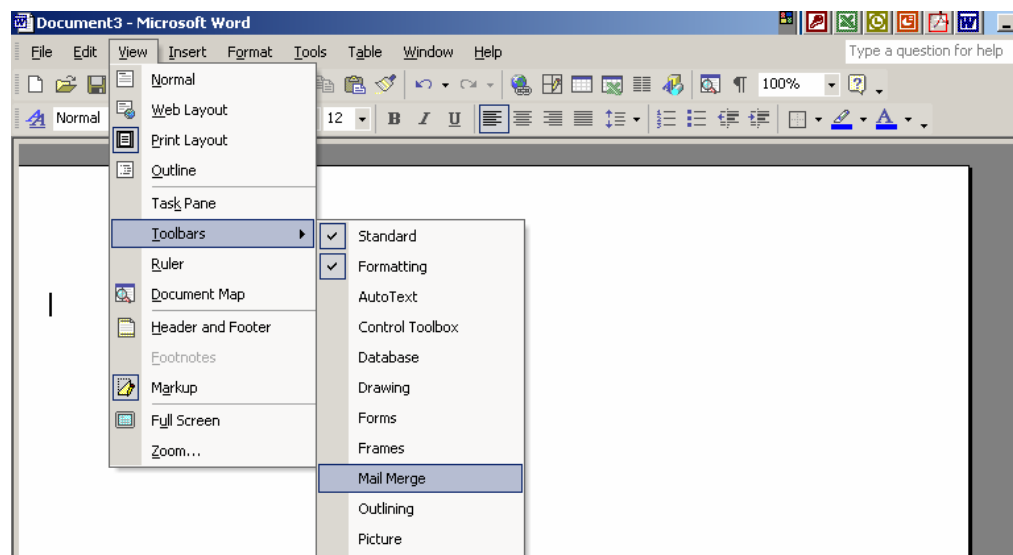 Document3 - Microsoft Word
File Edit View Insert Format Tools Table Window Help Type a question for help
100%
Normal 12 B I U A
Normal
Web Layout
Print Layout
Outline
Task Pane
Toolbars
Ruler
Document Map
Header and Footer
Footnotes
Markup
Full Screen
Zoom...
Standard
Formatting
AutoText
Control Toolbox
Database
Drawing
Forms
Frames
Mail Merge
Outlining
Picture